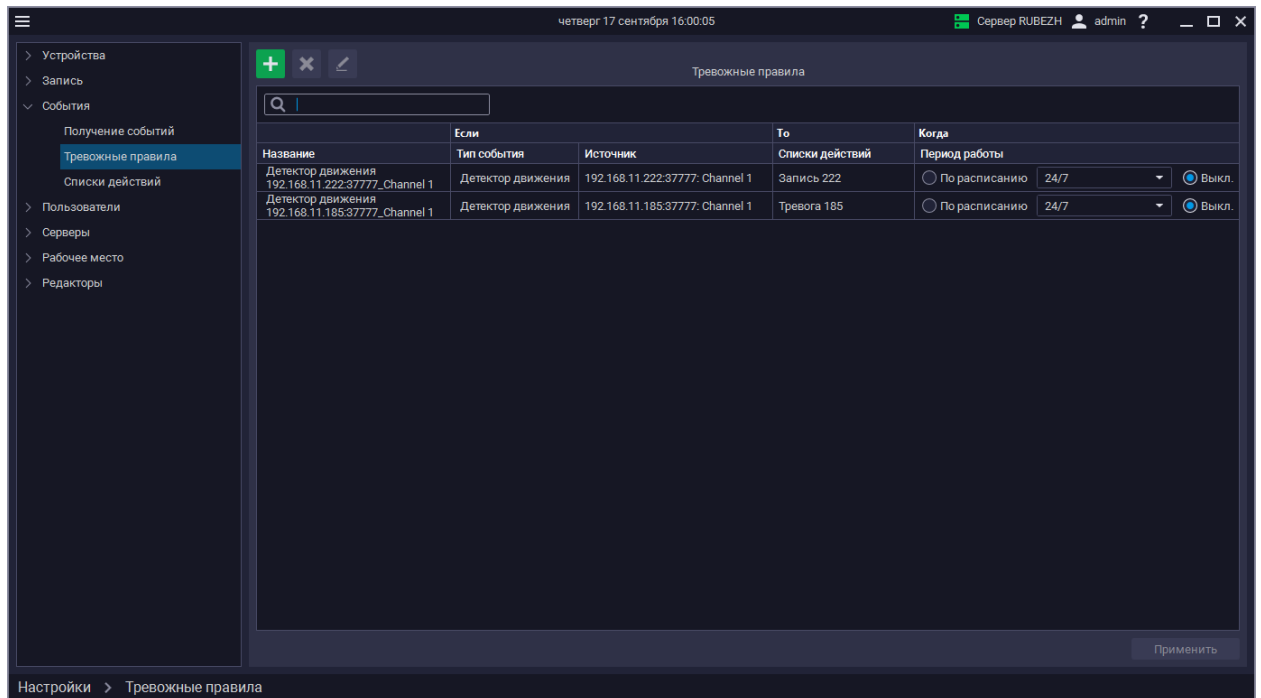 четверг 17 сентября 16:00:05
Сервер RUBEZH admin ?
Устройства
Запись
События
Получение событий
Тревожные правила
Списки действий
Пользователи
Серверы
Рабочее место
Редакторы
Тревожные правила
Если То Когда
Название Тип события Источник Списки действий Период работы
Детектор движения
192.168.11.222:37777_Channel 1 Детектор движения 192.168.11.222:37777: Channel 1 Запись 222 По расписанию 24/7 Выкл.
Детектор движения
192.168.11.185:37777_Channel 1 Детектор движения 192.168.11.185:37777: Channel 1 Тревога 185 По расписанию 24/7 Выкл.
Применить
Настройки > Тревожные правила